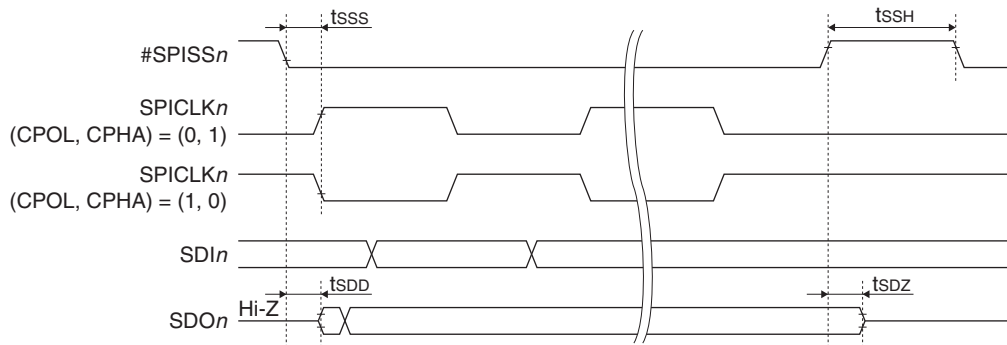 tSSS
tSSH
#SPISSn
SPICLKn
(CPOL, CPHA) = (0, 1)
SPICLKn
(CPOL, CPHA) = (1, 0)
SDIn
tSDD
tSDZ
Hi-Z
SDOn